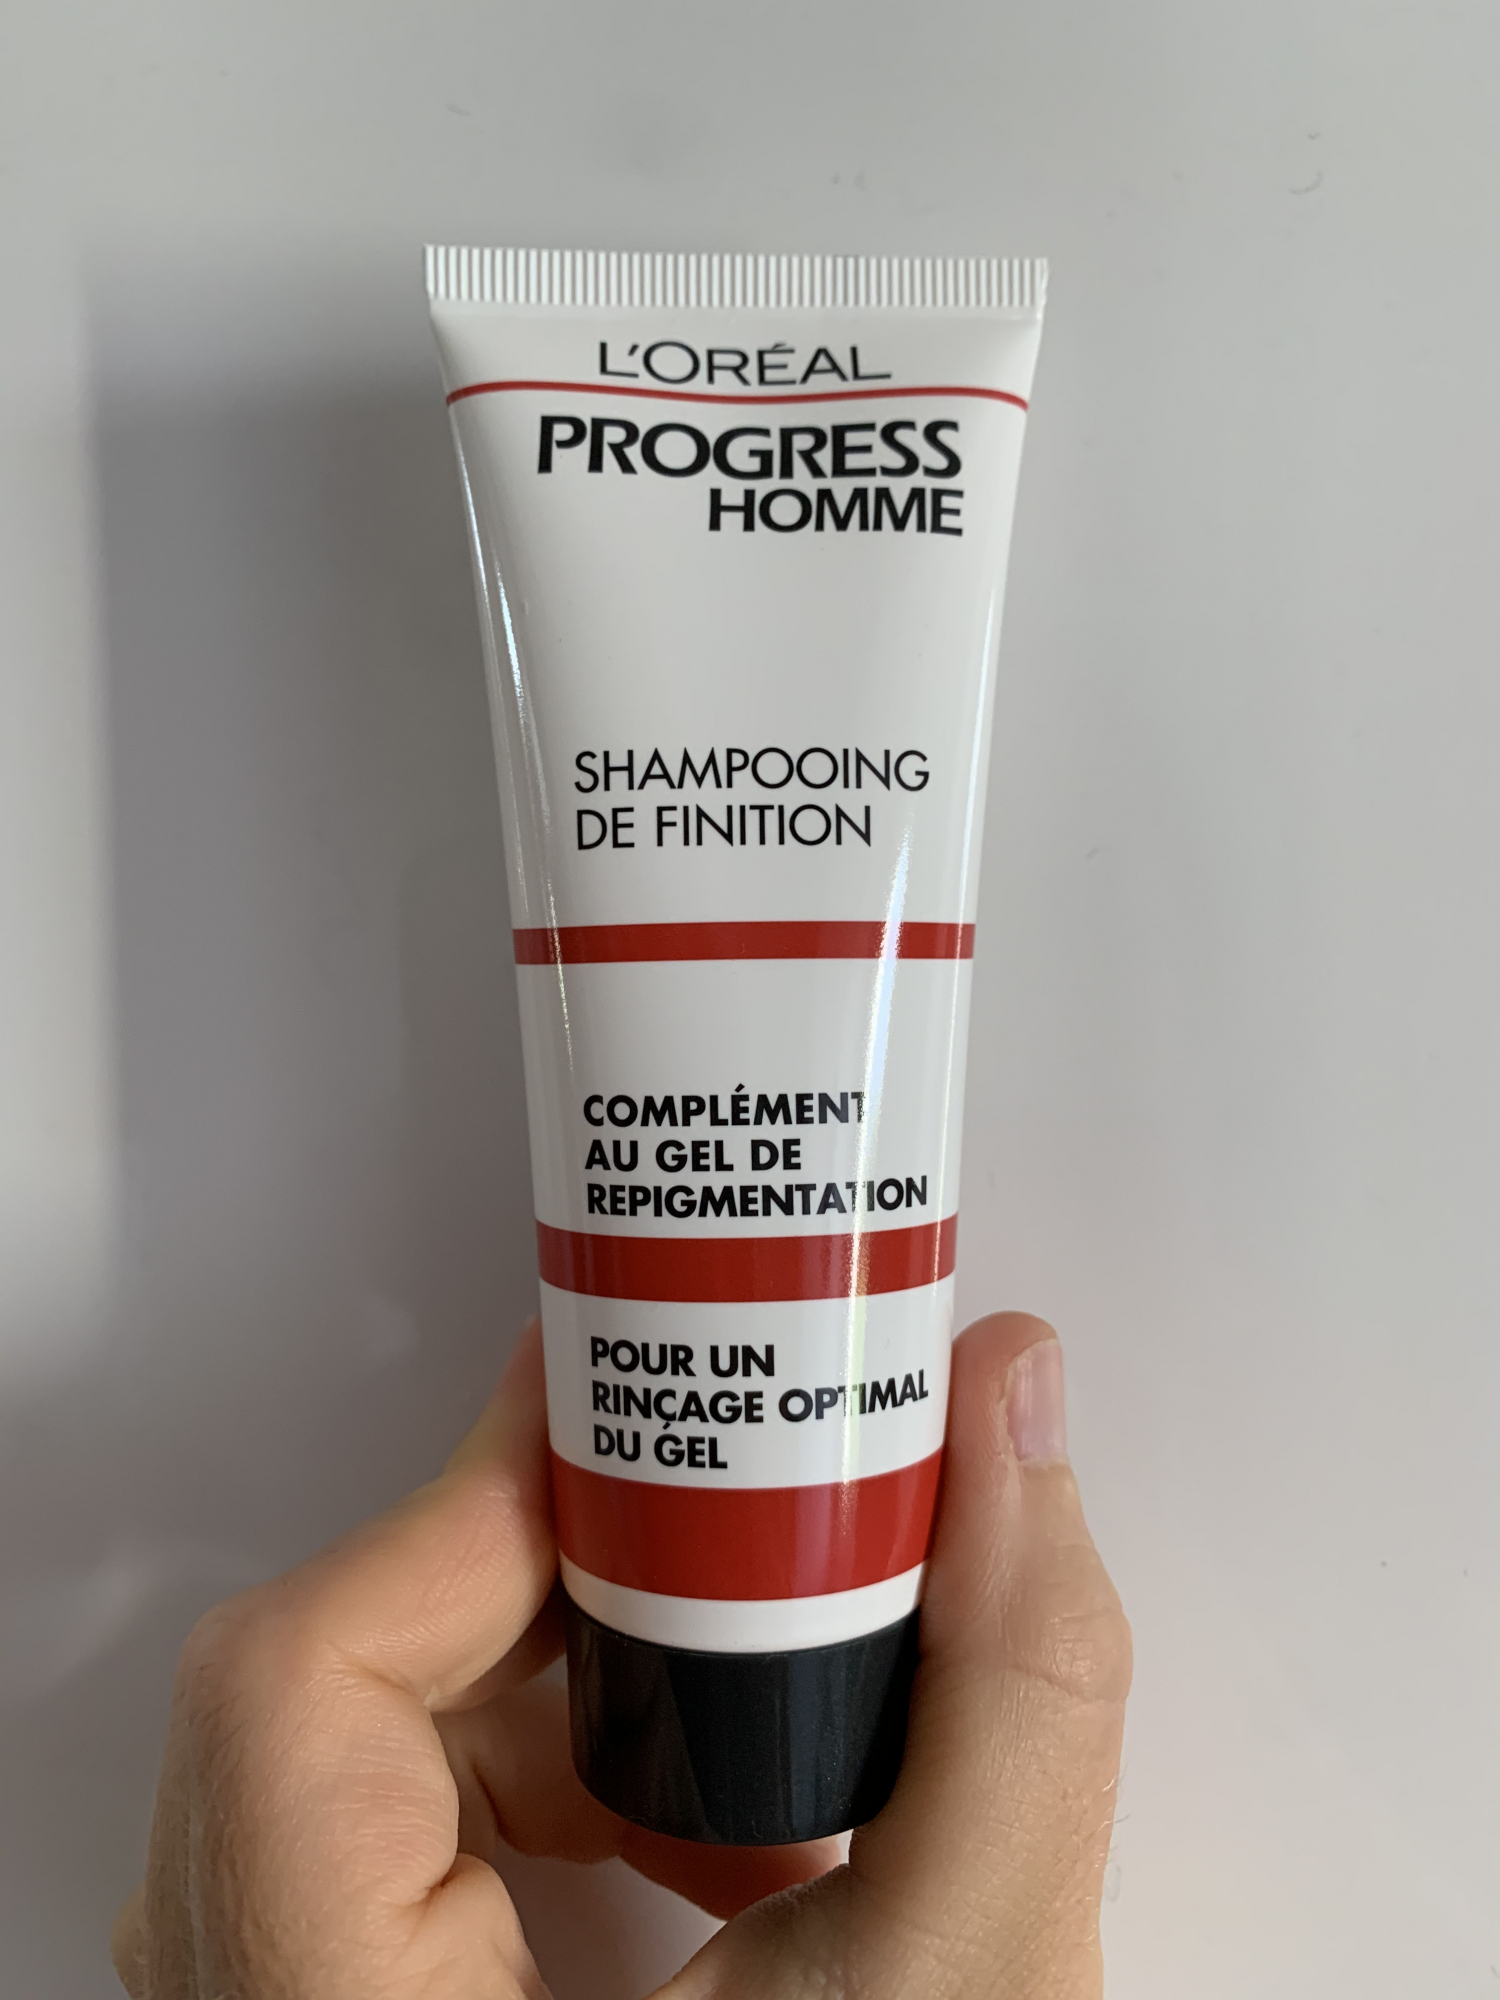 L'ORÉAL
PROGRESS
HOMME
SHAMPOOING
DE FINITION
COMPLÉMENT
AU GEL DE
REPIGMENTATION
POUR UN
RINÇAGE OPTIMAL
DU GEL